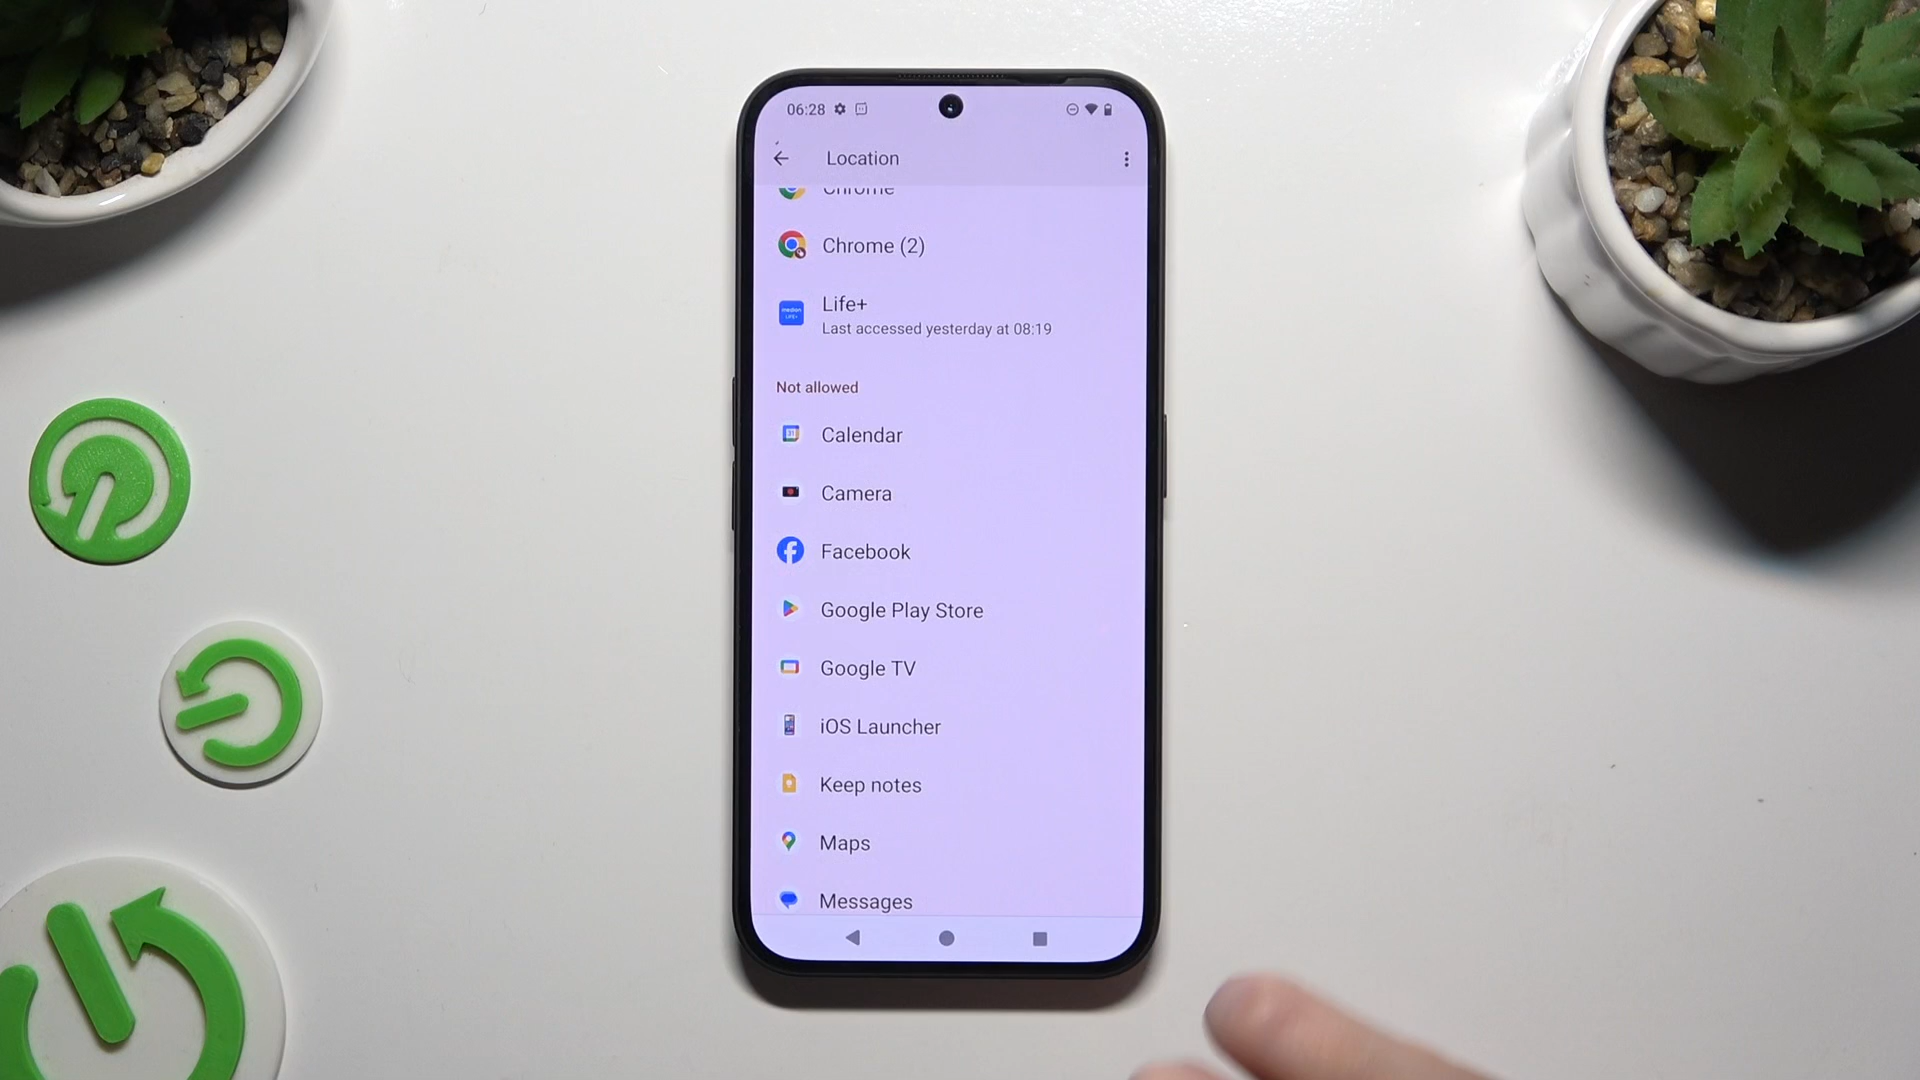 06:28
Location
Chrome
Chrome (2)
Life+
Last accessed yesterday at 08:19
Not allowed
Calendar
Camera
Facebook
Google Play Store
Google TV
iOS Launcher
Keep notes
Maps
Messages